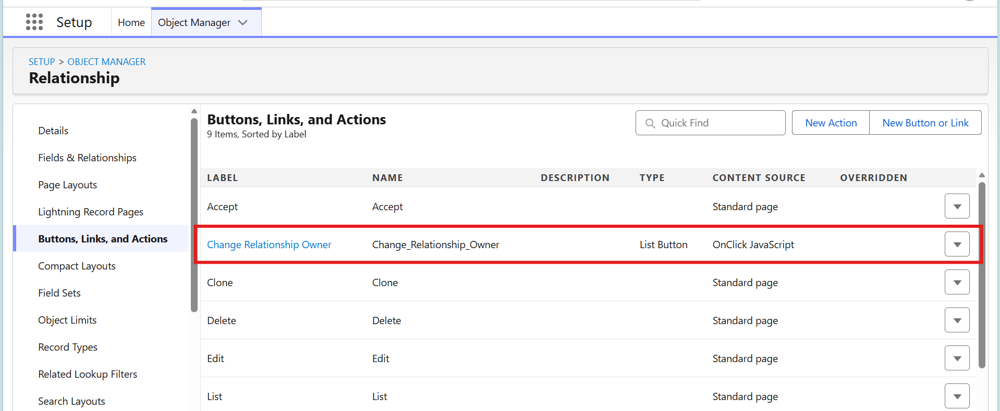 Setup
Home
Object Manager
SETUP > OBJECT MANAGER
Relationship
Details
Fields & Relationships
Page Layouts
Lightning Record Pages
Buttons, Links, and Actions
Compact Layouts
Field Sets
Object Limits
Record Types
Related Lookup Filters
Search Layouts
Buttons, Links, and Actions
9 Items, Sorted by Label
Quick Find
New Action
New Button or Link
LABEL NAME DESCRIPTION TYPE CONTENT SOURCE OVERRIDDEN
Accept Accept Standard page
Change Relationship Owner Change_Relationship_Owner List Button OnClick JavaScript
Clone Clone Standard page
Delete Delete Standard page
Edit Edit Standard page
List List Standard page